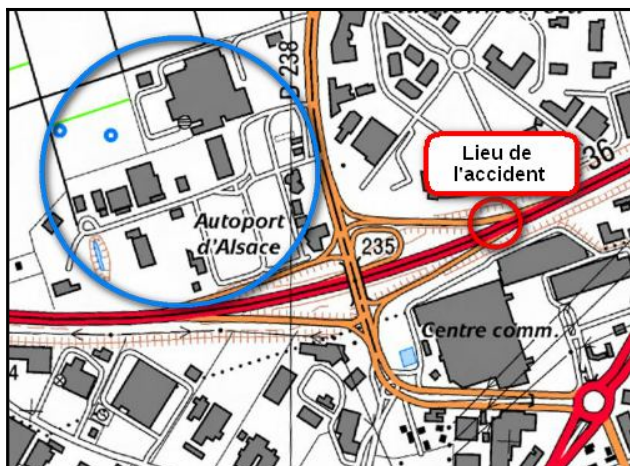 D 238
Lieu de
l'accident
36
Autoport
d'Alsace
235
Centre comm.
4